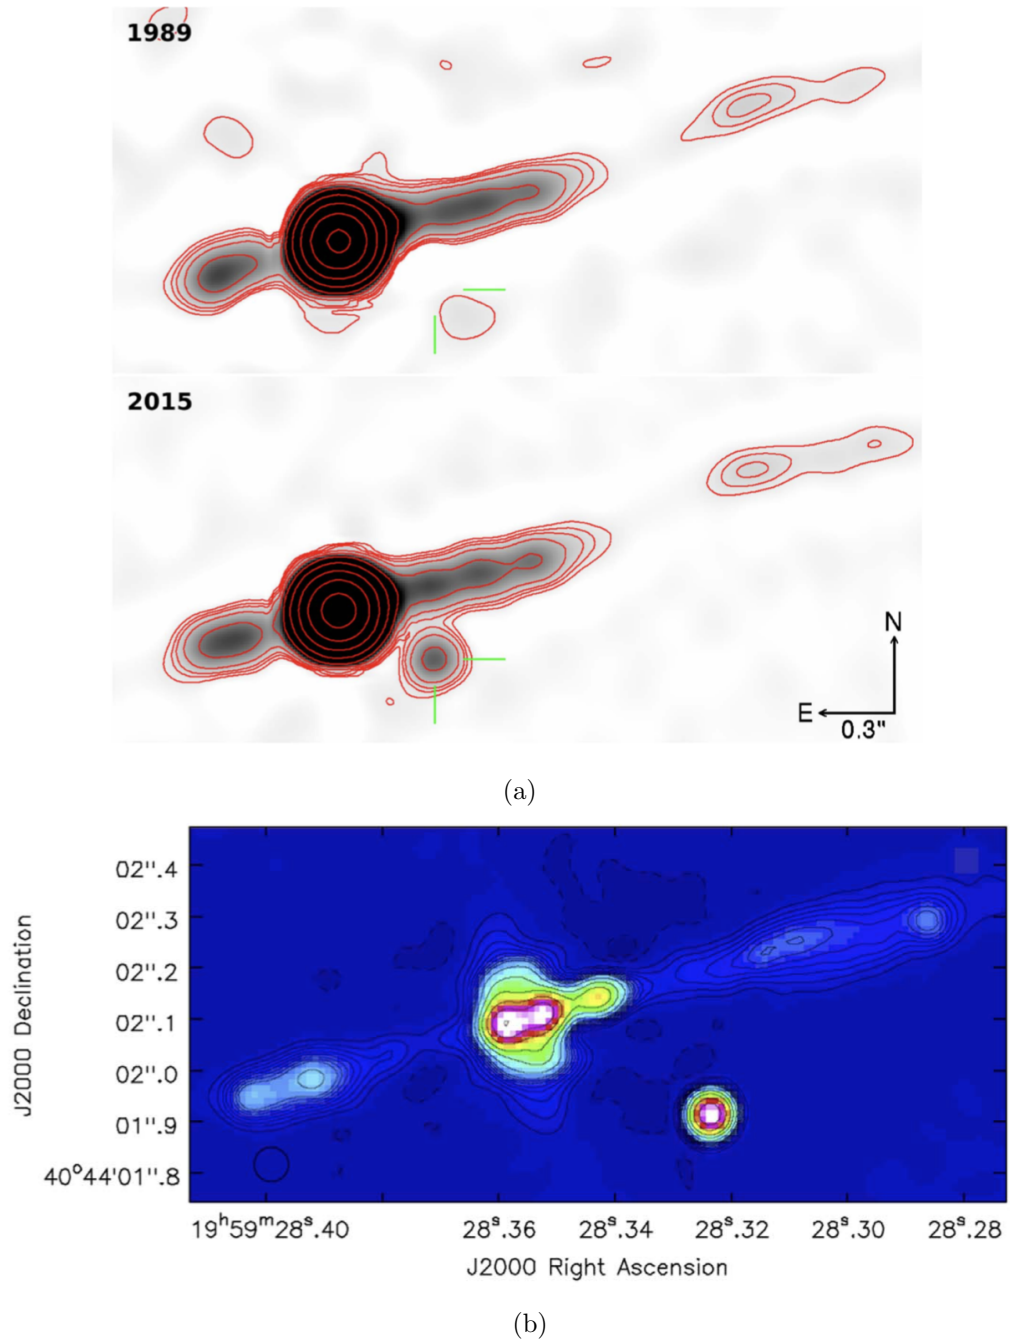 1989
2015
N
E
0.3"
(a)
02".4
02".3
02".2
02".1
02".0
01".9
40°44'01".8
J2000 Declination
19ʰ59ᵐ28ˢ.40
28ˢ.36
28ˢ.34
28ˢ.32
28ˢ.30
28ˢ.28
J2000 Right Ascension
(b)